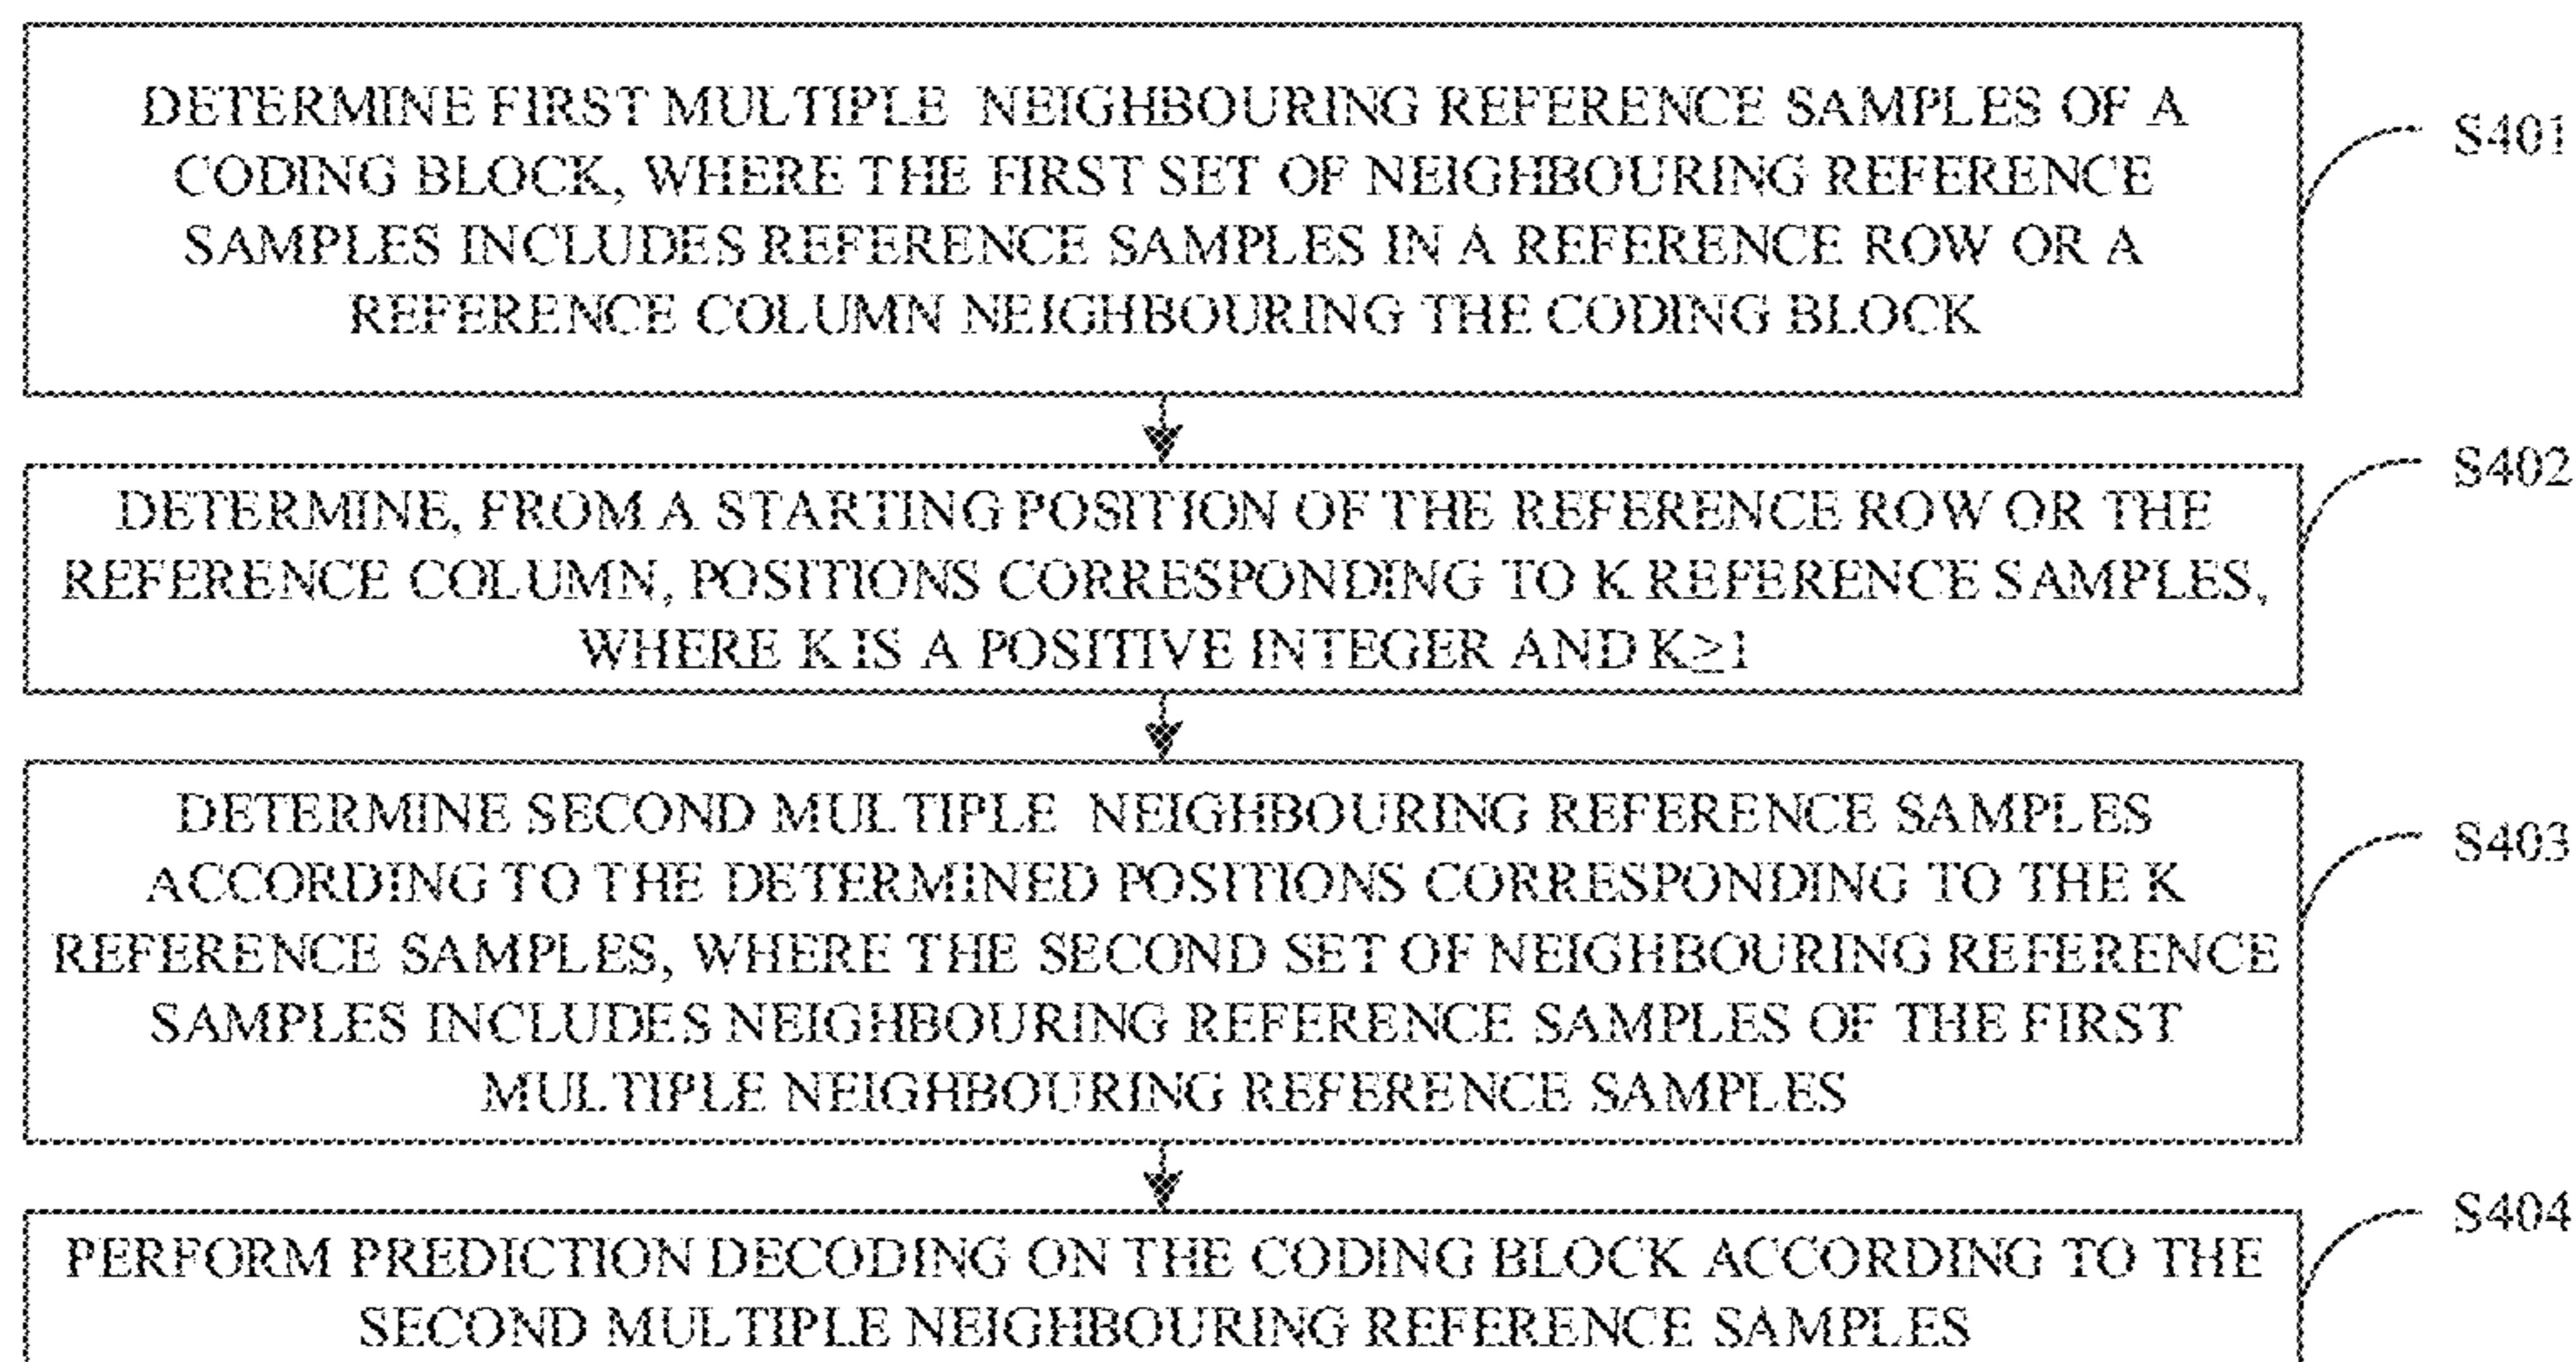 DETERMINE FIRST MULTIPLE NEIGHBOURING REFERENCE SAMPLES OF A
CODING BLOCK, WHERE THE FIRST SET OF NEIGHBOURING REFERENCE
SAMPLES INCLUDES REFERENCE SAMPLES IN A REFERENCE ROW OR A
REFERENCE COLUMN NEIGHBOURING THE CODING BLOCK
S401
DETERMINE, FROM A STARTING POSITION OF THE REFERENCE ROW OR THE
REFERENCE COLUMN, POSITIONS CORRESPONDING TO K REFERENCE SAMPLES,
WHERE K IS A POSITIVE INTEGER AND K≥1
S402
DETERMINE SECOND MULTIPLE NEIGHBOURING REFERENCE SAMPLES
ACCORDING TO THE DETERMINED POSITIONS CORRESPONDING TO THE K
REFERENCE SAMPLES, WHERE THE SECOND SET OF NEIGHBOURING REFERENCE
SAMPLES INCLUDES NEIGHBOURING REFERENCE SAMPLES OF THE FIRST
MULTIPLE NEIGHBOURING REFERENCE SAMPLES
S403
PERFORM PREDICTION DECODING ON THE CODING BLOCK ACCORDING TO THE
SECOND MULTIPLE NEIGHBOURING REFERENCE SAMPLES
S404